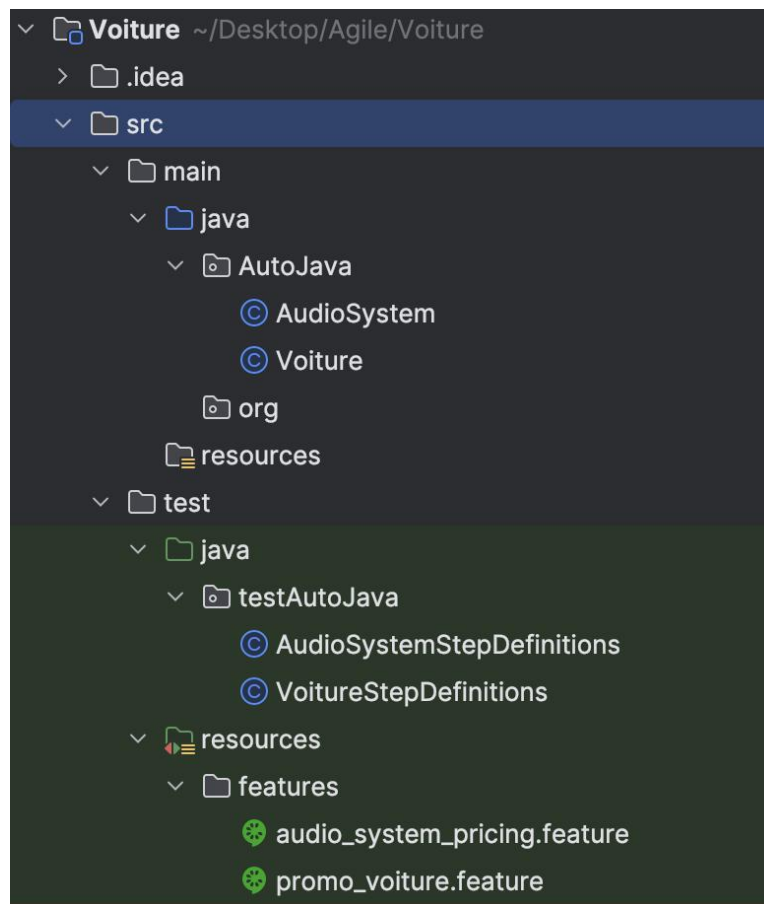 Voiture ~/Desktop/Agile/Voiture
.idea
src
main
java
AutoJava
C AudioSystem
C Voiture
org
resources
test
java
testAutoJava
C AudioSystemStepDefinitions
C VoitureStepDefinitions
resources
features
audio_system_pricing.feature
promo_voiture.feature